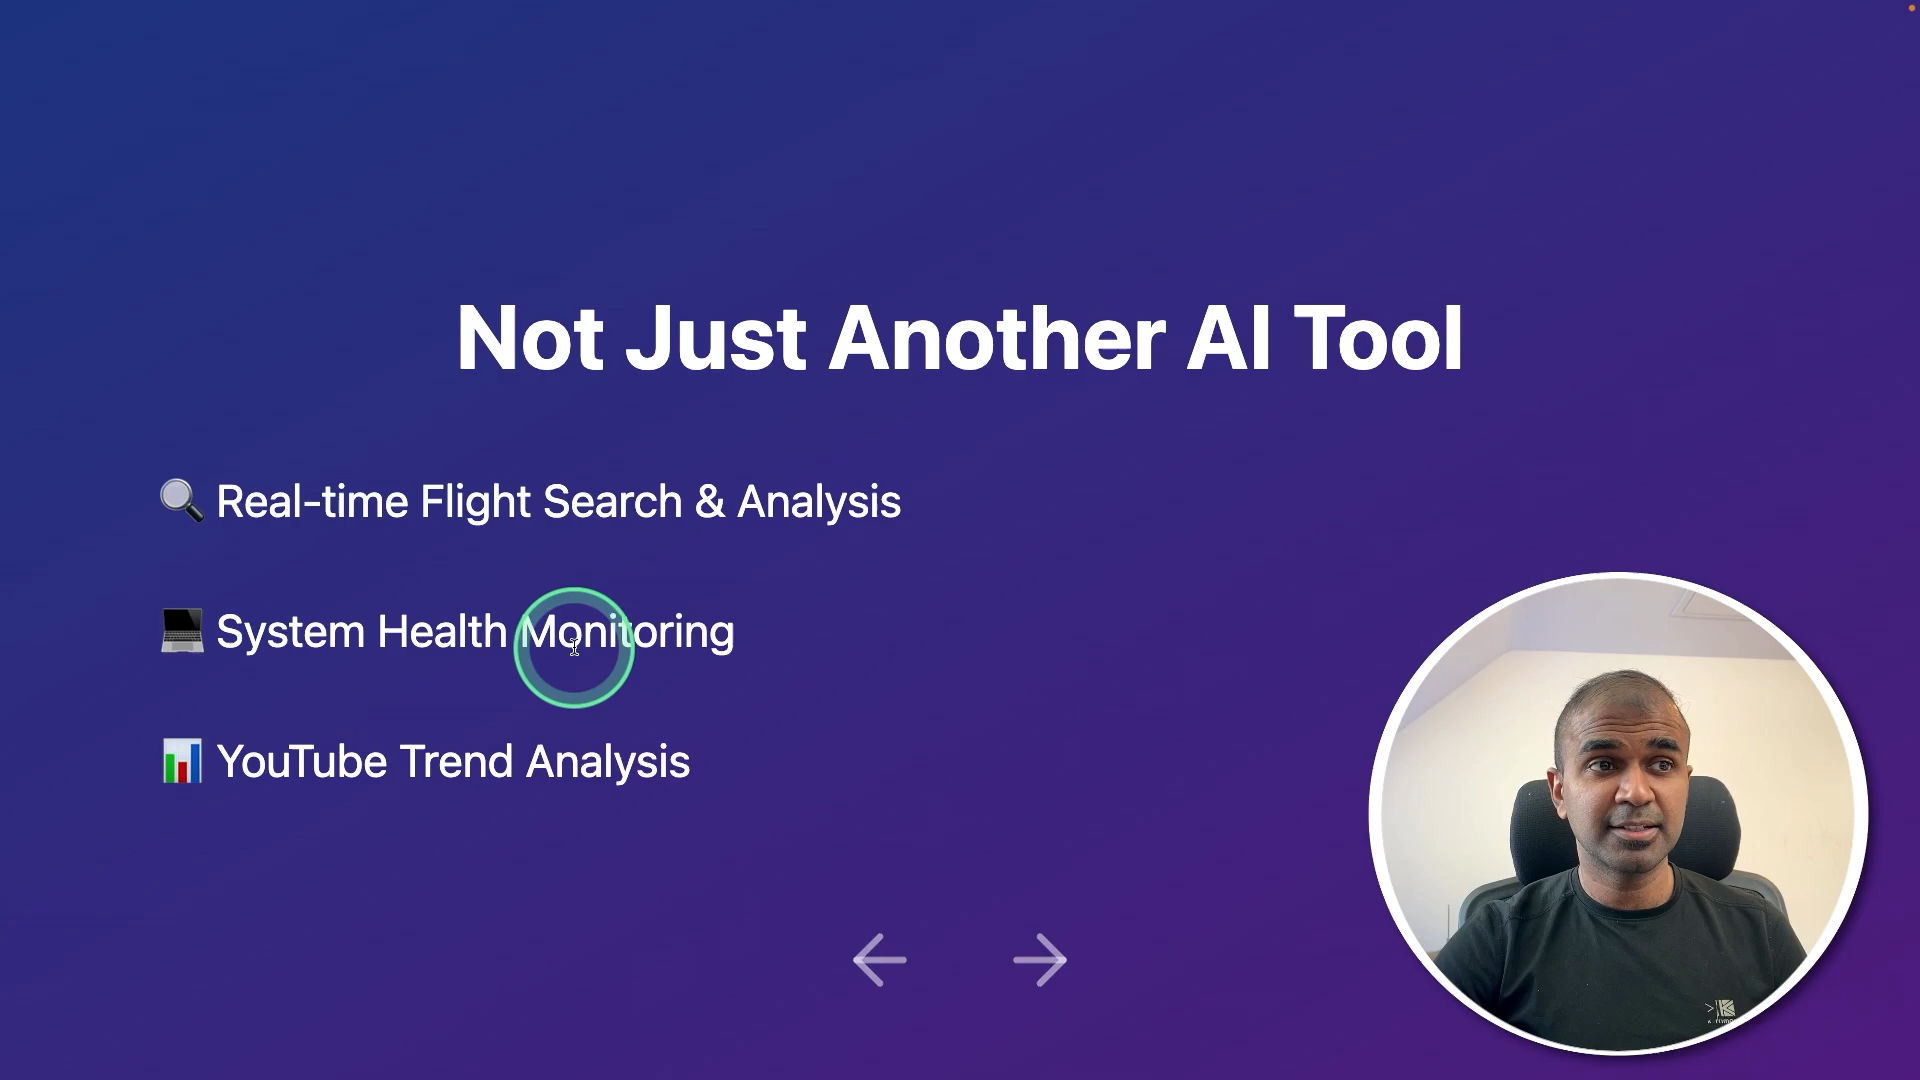 Not Just Another AI Tool
Real-time Flight Search & Analysis
System Health Monitoring
YouTube Trend Analysis